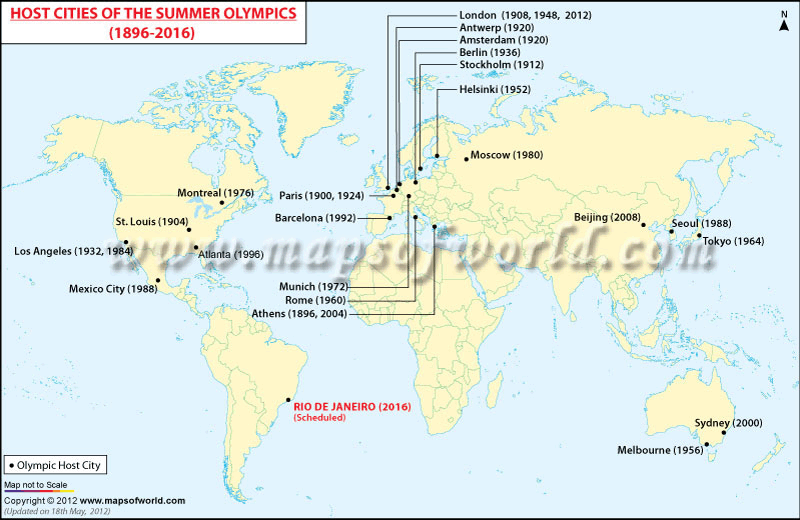 HOST CITIES OF THE SUMMER OLYMPICS
(1896-2016)
London (1908, 1948, 2012)
Antwerp (1920)
Amsterdam (1920)
Berlin (1936)
Stockholm (1912)
Helsinki (1952)
N
Moscow (1980)
Montreal (1976)
Paris (1900, 1924)
St. Louis (1904)
Barcelona (1992)
Beijing (2008)
Seoul (1988)
Tokyo (1964)
Los Angeles (1932, 1984)
Atlanta (1996)
www.mapsofworld.com
Mexico City (1988)
Munich (1972)
Rome (1960)
Athens (1896, 2004)
RIO DE JANEIRO (2016)
(Scheduled)
Sydney (2000)
Melbourne (1956)
Olympic Host City
Map not to Scale
Copyright © 2012 www.mapsofworld.com
(Updated on 18th May, 2012)